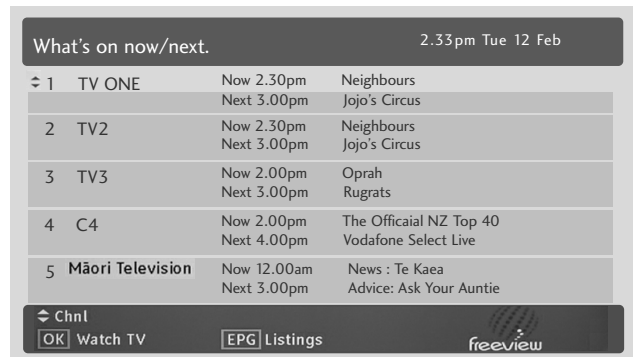 What's on now/next. 2.33pm Tue 12 Feb
1 TV ONE Now 2.30pm Neighbours
Next 3.00pm Jojo's Circus
2 TV2 Now 2.30pm Neighbours
Next 3.00pm Jojo's Circus
3 TV3 Now 2.00pm Oprah
Next 3.00pm Rugrats
4 C4 Now 2.00pm The Officaial NZ Top 40
Next 4.00pm Vodafone Select Live
5 Māori Television Now 12.00am News : Te Kaea
Next 3.00pm Advice: Ask Your Auntie
Chnl
OK Watch TV EPG Listings freeview